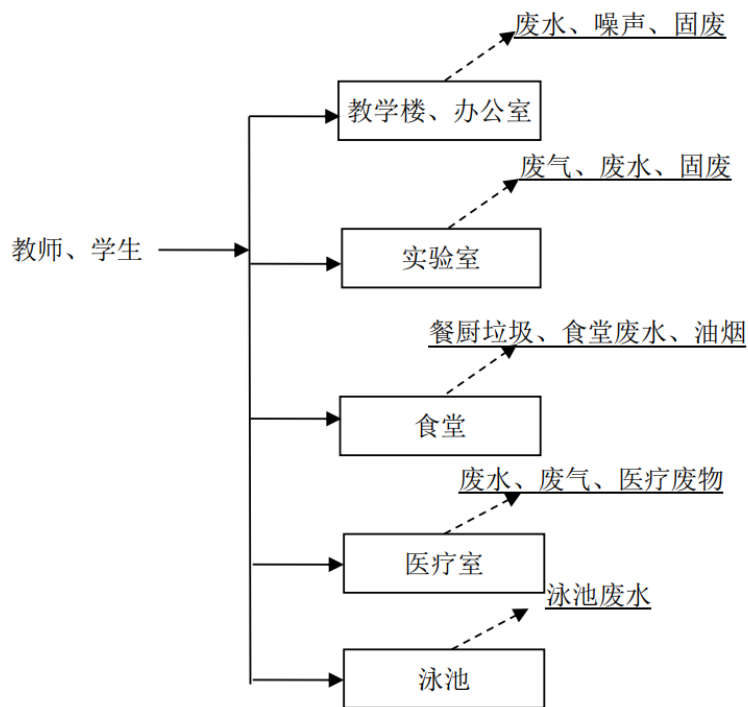 废水、噪声、固废
教学楼、办公室
废气、废水、固废
教师、学生
实验室
餐厨垃圾、食堂废水、油烟
食堂
废水、废气、医疗废物
医疗室
泳池废水
泳池